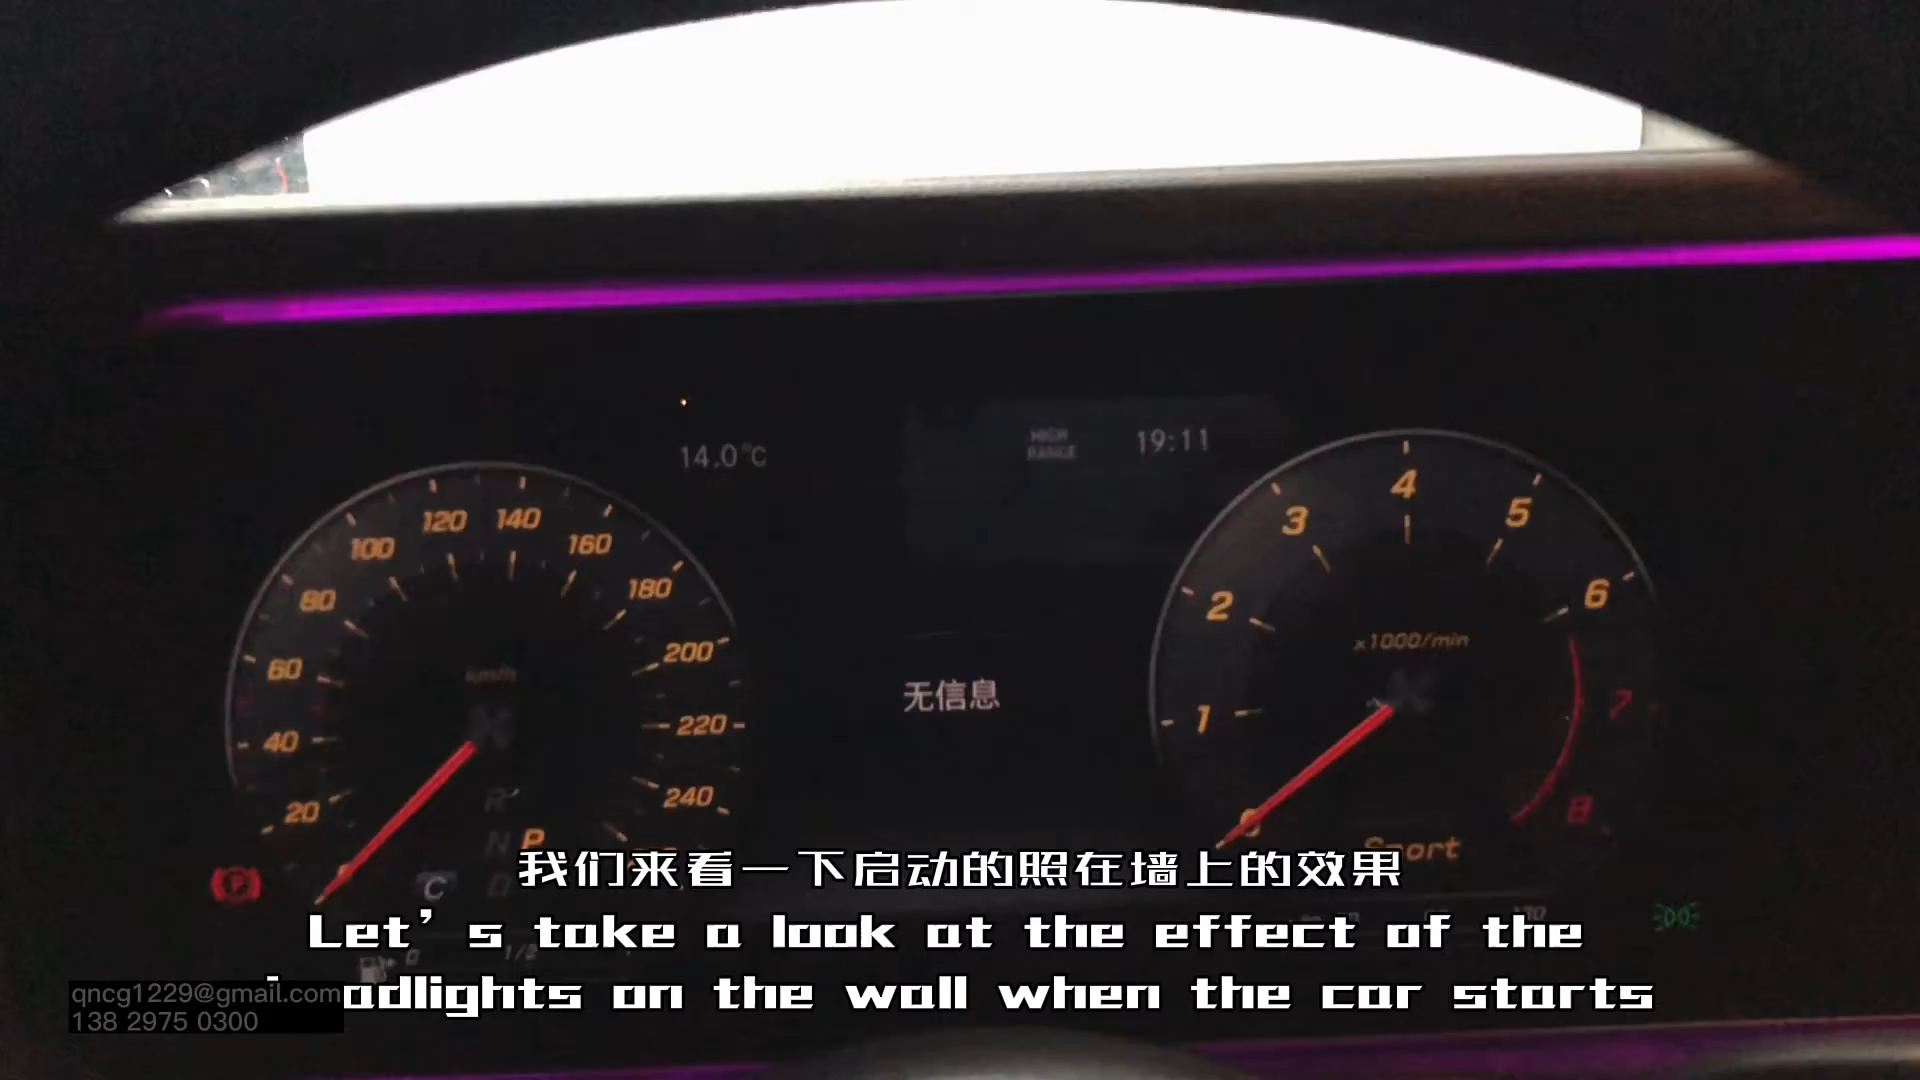 14.0°C
HIGH
RANGE
19:11
120 140
100
160
80
180
60
200
km/h
40
220
20
240
R
N P
D
C
4
3
5
2
6
x1000/min
1
7
8
无信息
Sport
0
1/2
我们来看一下启动的照在墙上的效果
Let's take a look at the effect of the
adlights on the wall when the car starts
qncg1229@gmail.com
138 2975 0300